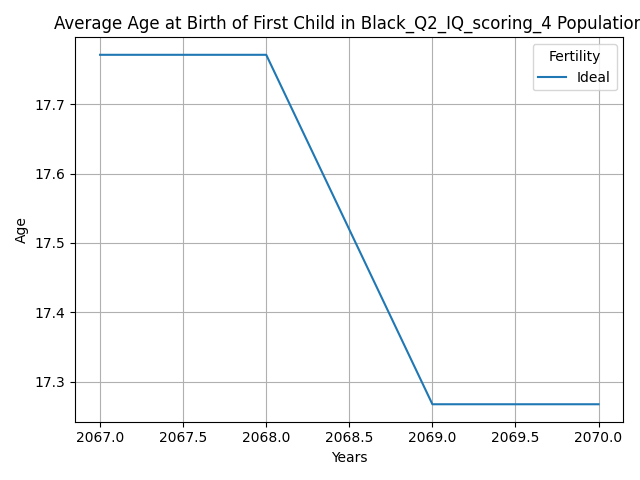 Average Age at Birth of First Child in Black_Q2_IQ_scoring_4 Population
Fertility
Ideal
17.7
17.6
17.5
17.4
17.3
Age
2067.0 2067.5 2068.0 2068.5 2069.0 2069.5 2070.0
Years